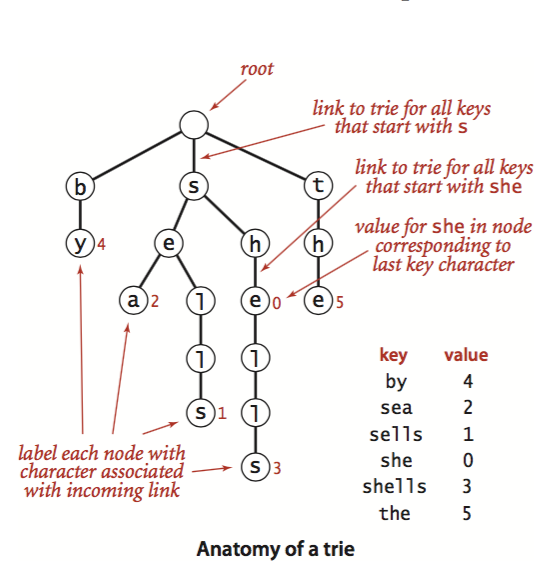 root
link to trie for all keys
that start with s
link to trie for all keys
that start with she
b
s
t
value for she in node
corresponding to
last key character
y 4
e
h
h
a 2
l
e 0
e 5
l
l
key value
by 4
sea 2
sells 1
she 0
shells 3
the 5
s 1
l
label each node with
character associated
with incoming link
s 3
Anatomy of a trie